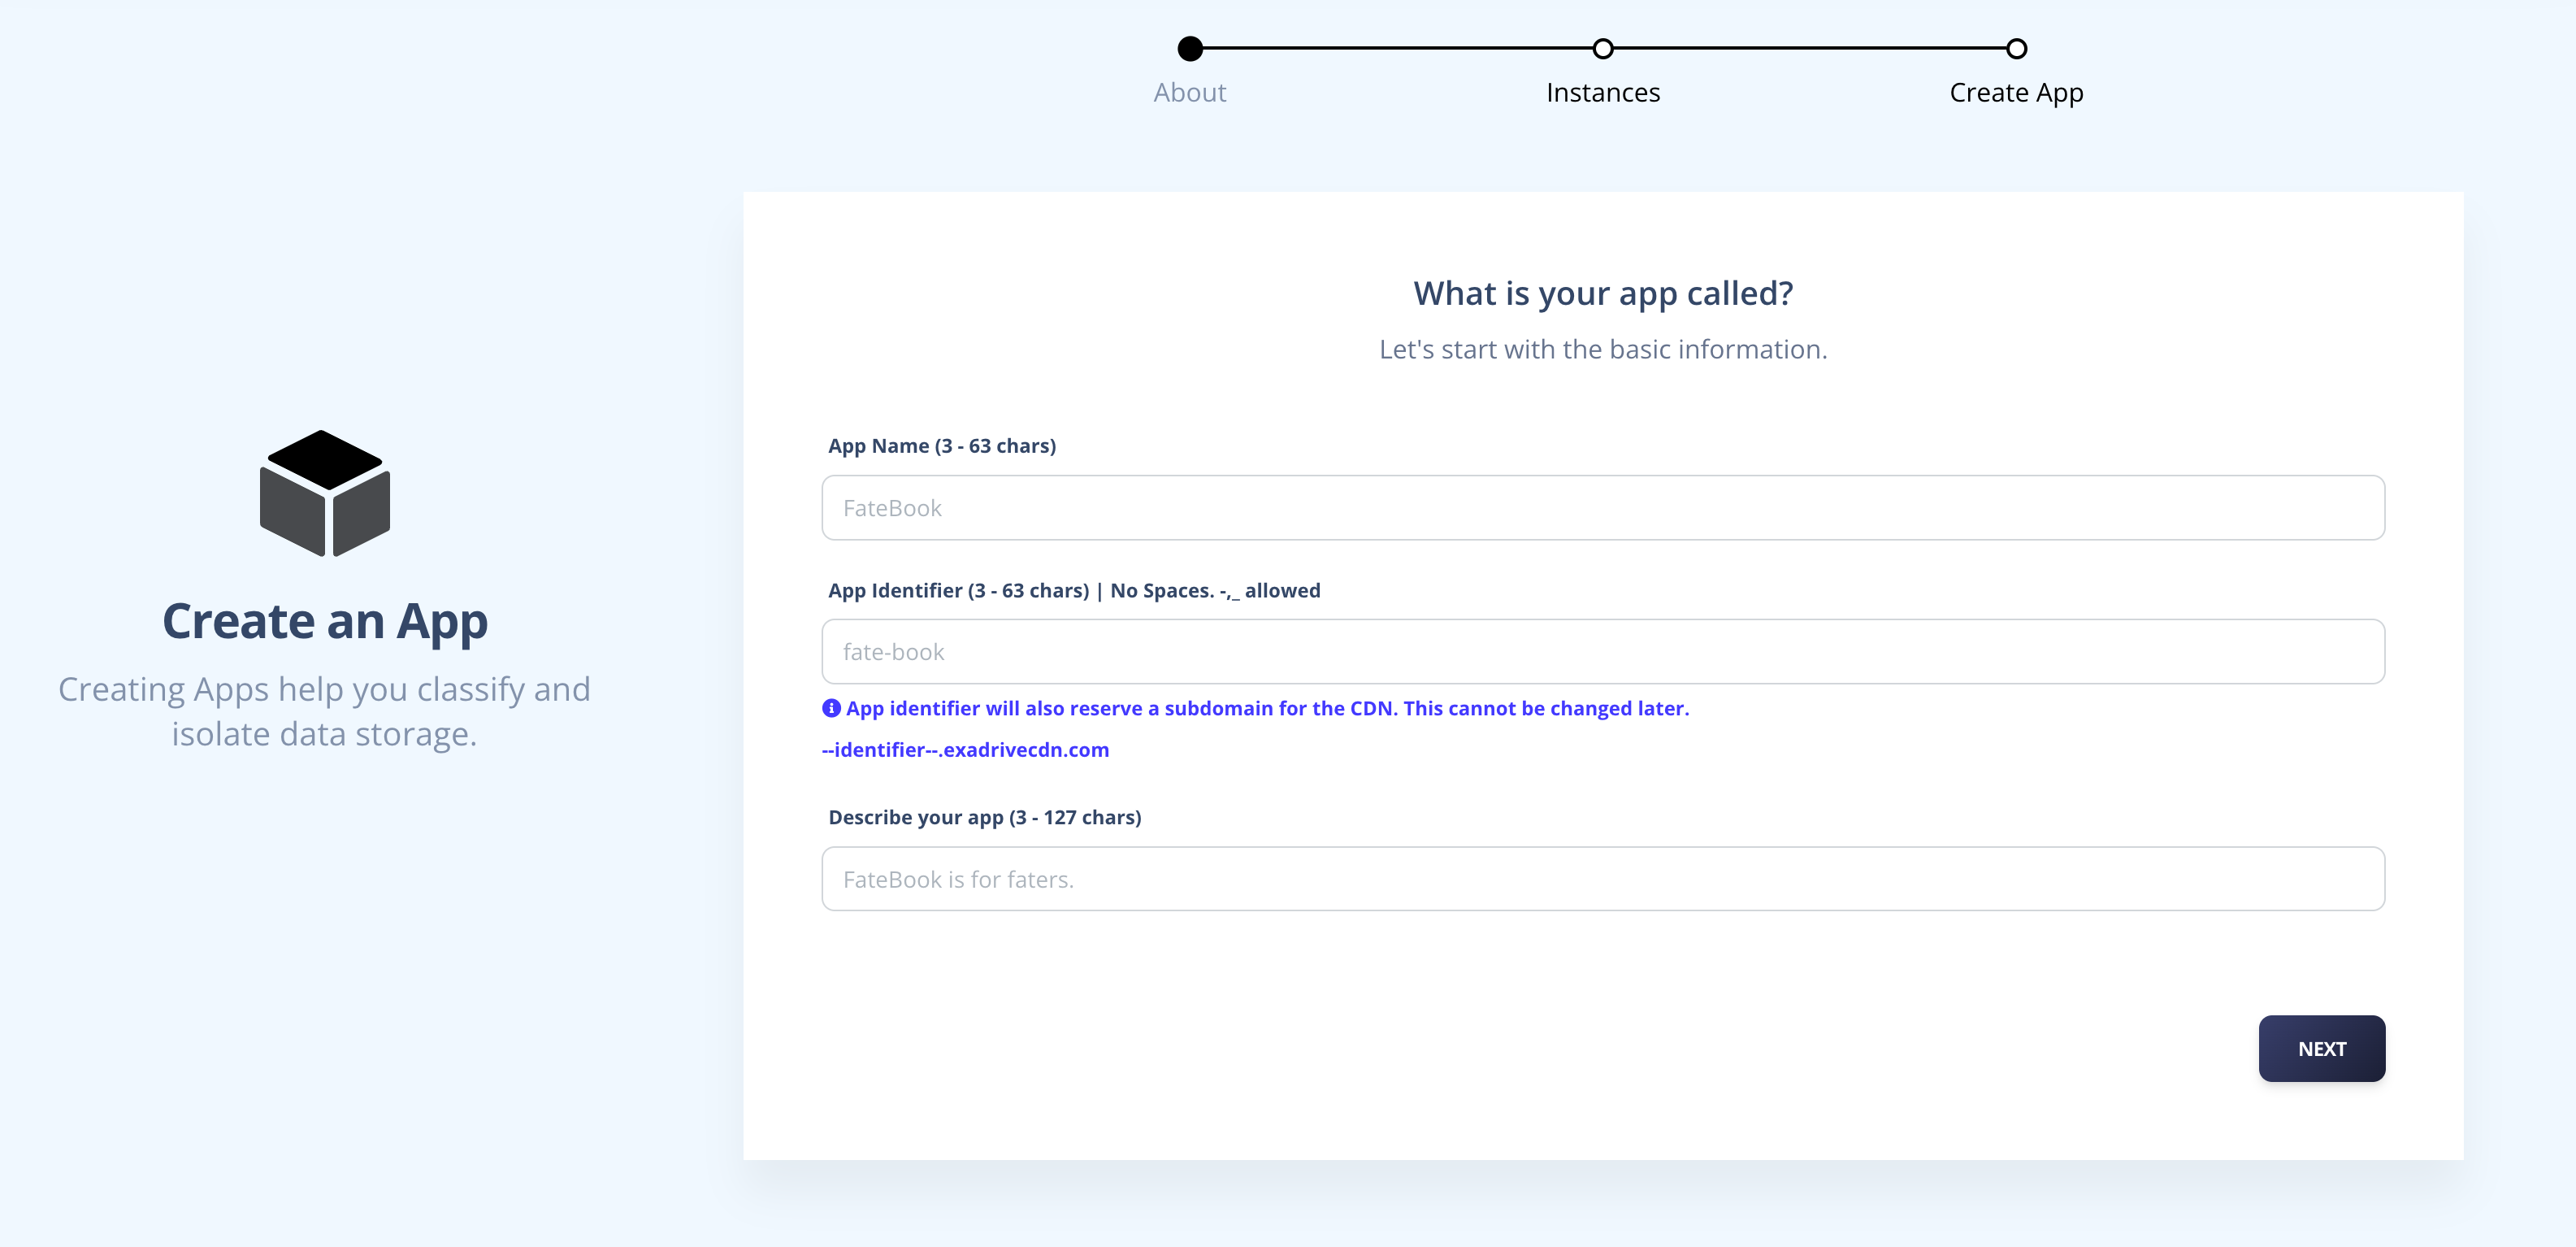 About
Instances
Create App
Create an App
Creating Apps help you classify and
isolate data storage.
What is your app called?
Let's start with the basic information.
App Name (3 - 63 chars)
FateBook
App Identifier (3 - 63 chars) | No Spaces. -,_ allowed
fate-book
App identifier will also reserve a subdomain for the CDN. This cannot be changed later.
--identifier--.exadrivecdn.com
Describe your app (3 - 127 chars)
FateBook is for faters.
NEXT